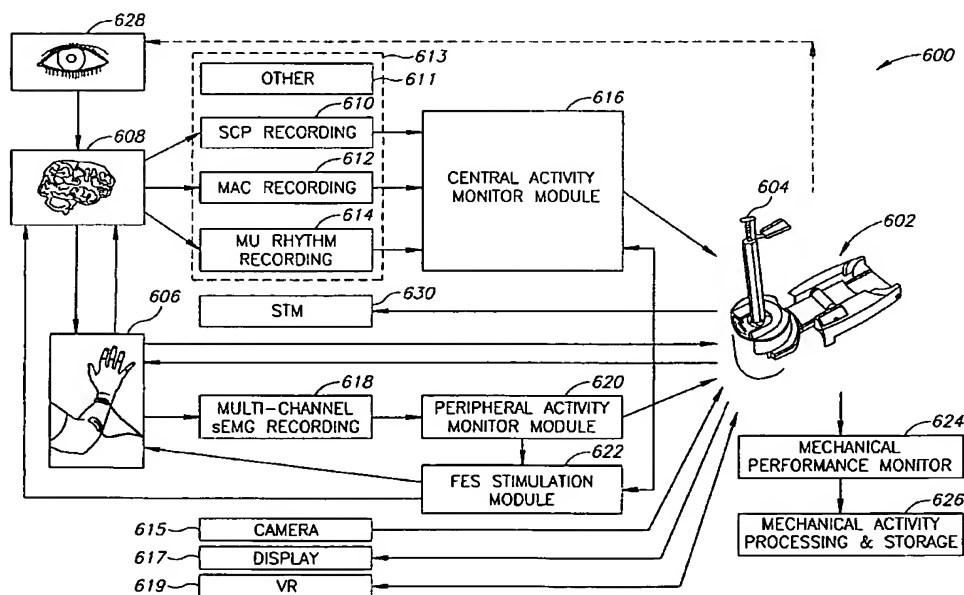 628
613
600
OTHER
611
608
610
616
SCP RECORDING
612
MAC RECORDING
CENTRAL ACTIVITY
MONITOR MODULE
604
602
614
MU RHYTHM
RECORDING
606
630
STM
618
MULTI-CHANNEL
sEMG RECORDING
620
PERIPHERAL ACTIVITY
MONITOR MODULE
622
FES STIMULATION
MODULE
624
MECHANICAL
PERFORMANCE MONITOR
626
MECHANICAL ACTIVITY
PROCESSING & STORAGE
615
CAMERA
617
DISPLAY
619
VR